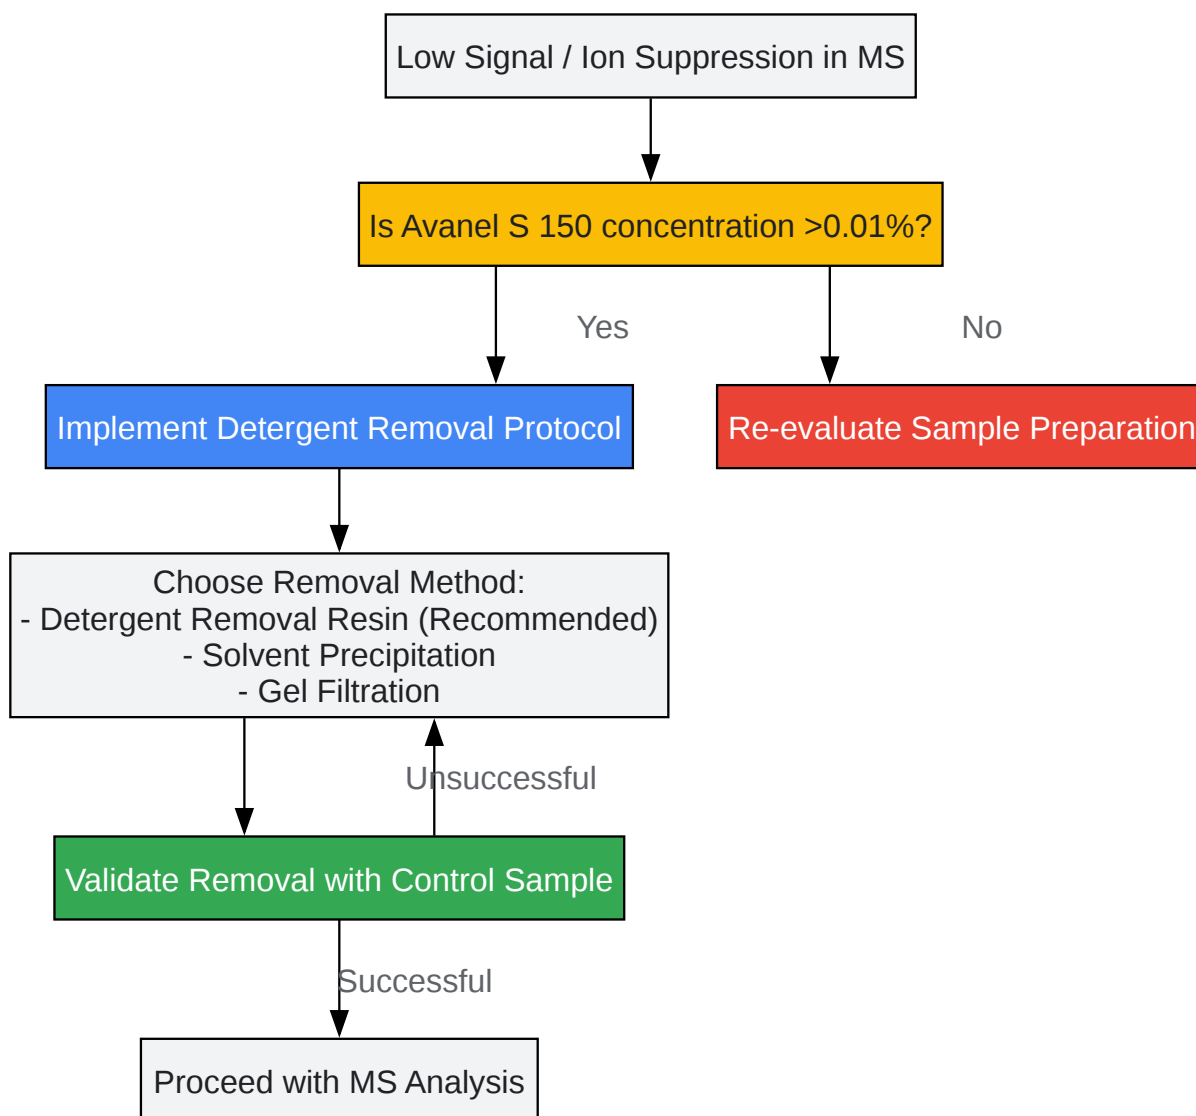 Low Signal / Ion Suppression in MS
Is Avanel S 150 concentration >0.01%?
Yes
No
Implement Detergent Removal Protocol
Re-evaluate Sample Preparation
Choose Removal Method:
- Detergent Removal Resin (Recommended)
- Solvent Precipitation
- Gel Filtration
Unsuccessful
Validate Removal with Control Sample
Successful
Proceed with MS Analysis